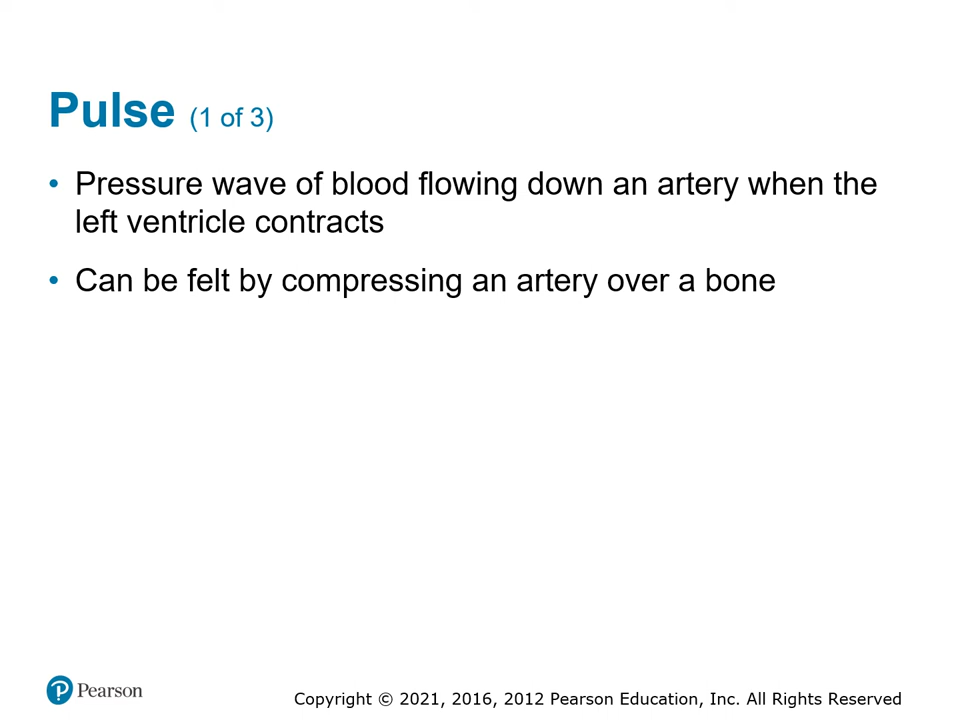 Pulse (1 of 3)
• Pressure wave of blood flowing down an artery when the
left ventricle contracts
• Can be felt by compressing an artery over a bone
Pearson
Copyright © 2021, 2016, 2012 Pearson Education, Inc. All Rights Reserved